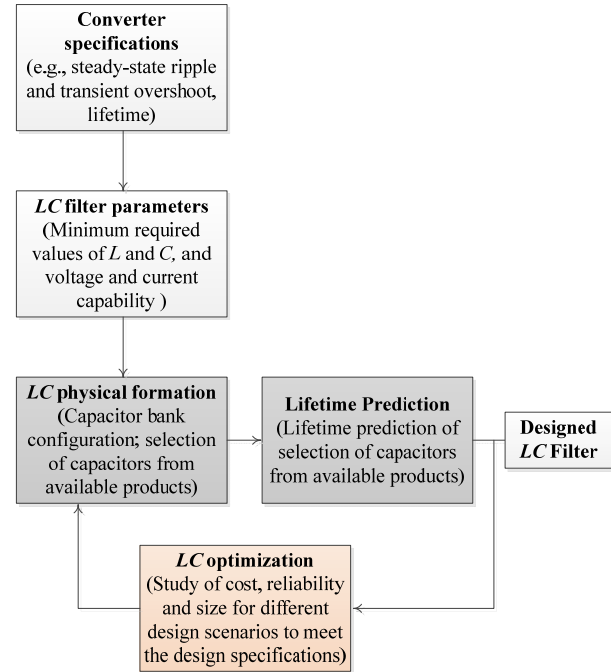 Converter
specifications
(e.g., steady-state ripple
and transient overshoot,
lifetime)
LC filter parameters
(Minimum required
values of L and C, and
voltage and current
capability )
LC physical formation
(Capacitor bank
configuration; selection
of capacitors from
available products)
Lifetime Prediction
(Lifetime prediction of
selection of capacitors
from available products)
Designed
LC Filter
LC optimization
(Study of cost, reliability
and size for different
design scenarios to meet
the design specifications)